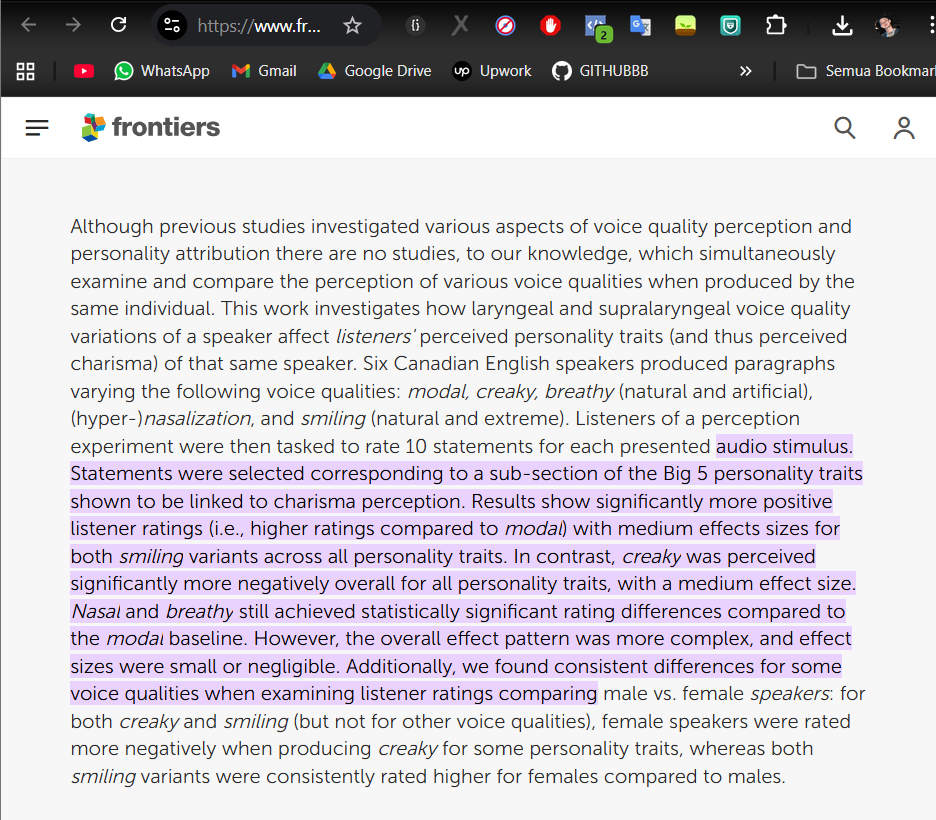 https://www.fr...
2
WhatsApp
Gmail
Google Drive
up Upwork
GITHUBBB
»
Semua Bookmar
frontiers
Although previous studies investigated various aspects of voice quality perception and
personality attribution there are no studies, to our knowledge, which simultaneously
examine and compare the perception of various voice qualities when produced by the
same individual. This work investigates how laryngeal and supralaryngeal voice quality
variations of a speaker affect listeners' perceived personality traits (and thus perceived
charisma) of that same speaker. Six Canadian English speakers produced paragraphs
varying the following voice qualities: modal, creaky, breathy (natural and artificial),
(hyper-)nasalization, and smiling (natural and extreme). Listeners of a perception
experiment were then tasked to rate 10 statements for each presented audio stimulus.
Statements were selected corresponding to a sub-section of the Big 5 personality traits
shown to be linked to charisma perception. Results show significantly more positive
listener ratings (i.e., higher ratings compared to modal) with medium effects sizes for
both smiling variants across all personality traits. In contrast, creaky was perceived
significantly more negatively overall for all personality traits, with a medium effect size.
Nasal and breathy still achieved statistically significant rating differences compared to
the modal baseline. However, the overall effect pattern was more complex, and effect
sizes were small or negligible. Additionally, we found consistent differences for some
voice qualities when examining listener ratings comparing male vs. female speakers: for
both creaky and smiling (but not for other voice qualities), female speakers were rated
more negatively when producing creaky for some personality traits, whereas both
smiling variants were consistently rated higher for females compared to males.